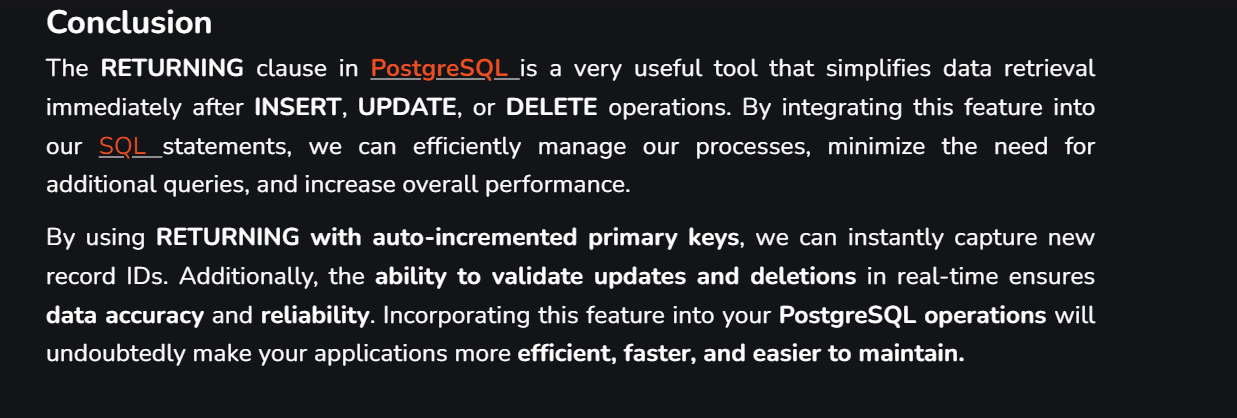 Conclusion
The RETURNING clause in PostgreSQL is a very useful tool that simplifies data retrieval
immediately after INSERT, UPDATE, or DELETE operations. By integrating this feature into
our SQL statements, we can efficiently manage our processes, minimize the need for
additional queries, and increase overall performance.
By using RETURNING with auto-incremented primary keys, we can instantly capture new
record IDs. Additionally, the ability to validate updates and deletions in real-time ensures
data accuracy and reliability. Incorporating this feature into your PostgreSQL operations will
undoubtedly make your applications more efficient, faster, and easier to maintain.